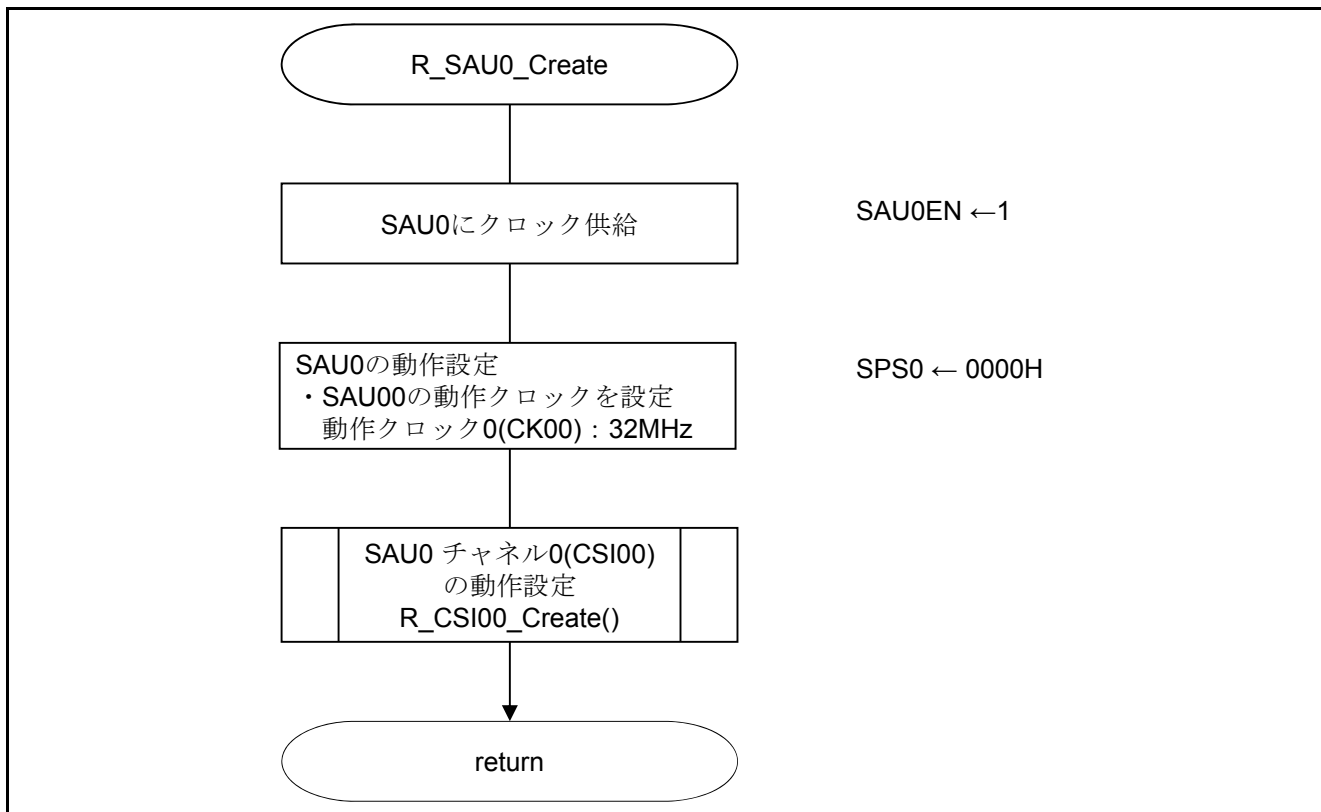 R_SAU0_Create
SAU0にクロック供給
SAU0EN ←1
SAU0の動作設定
・SAU00の動作クロックを設定
動作クロック0(CK00)：32MHz
SPS0 ← 0000H
SAU0 チャネル0(CSI00)
の動作設定
R_CSI00_Create()
return